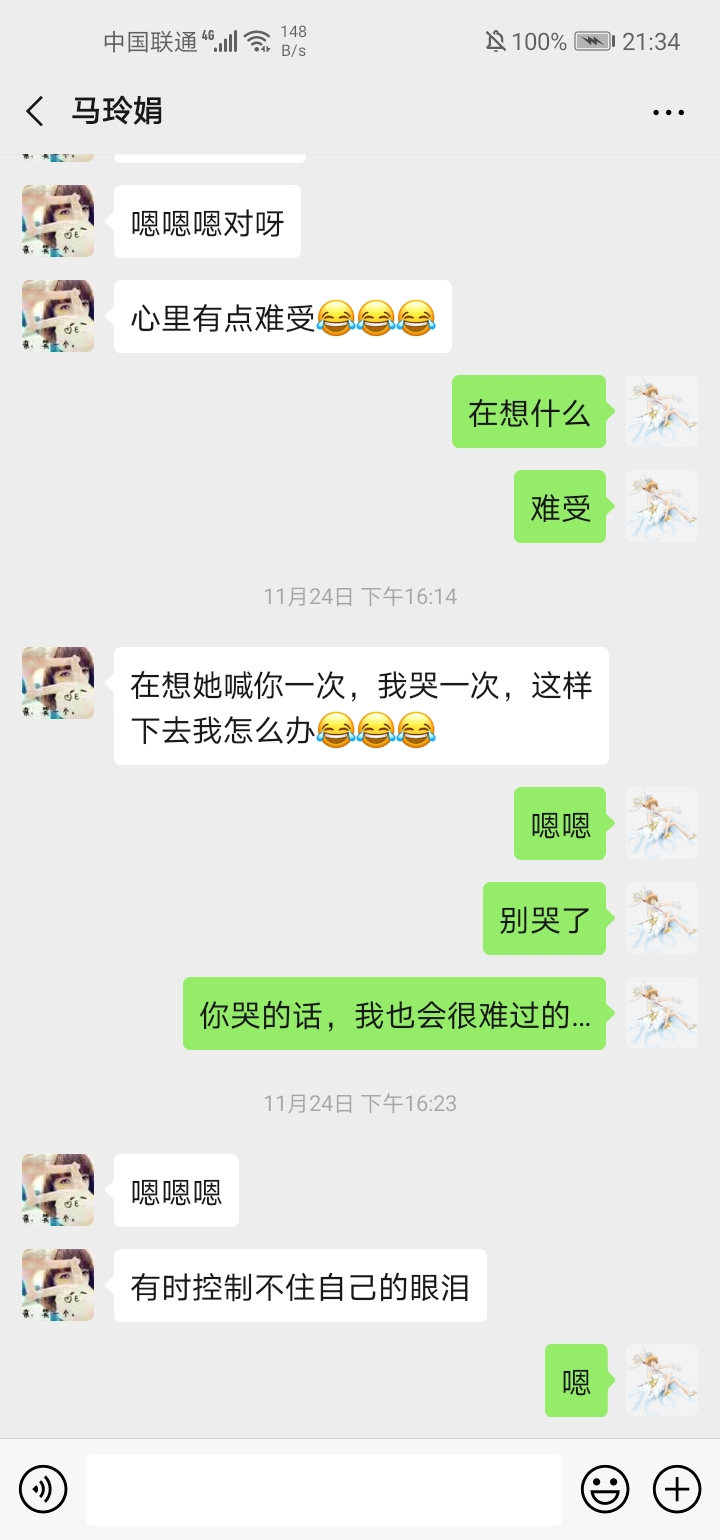 中国联通 4G 148 B/s 100% 21:34
马玲娟
嗯嗯嗯对呀
心里有点难受😂😂😂
在想什么
难受
11月24日 下午16:14
在想她喊你一次，我哭一次，这样
下去我怎么办😂😂😂
嗯嗯
别哭了
你哭的话，我也会很难过的...
11月24日 下午16:23
嗯嗯嗯
有时控制不住自己的眼泪
嗯